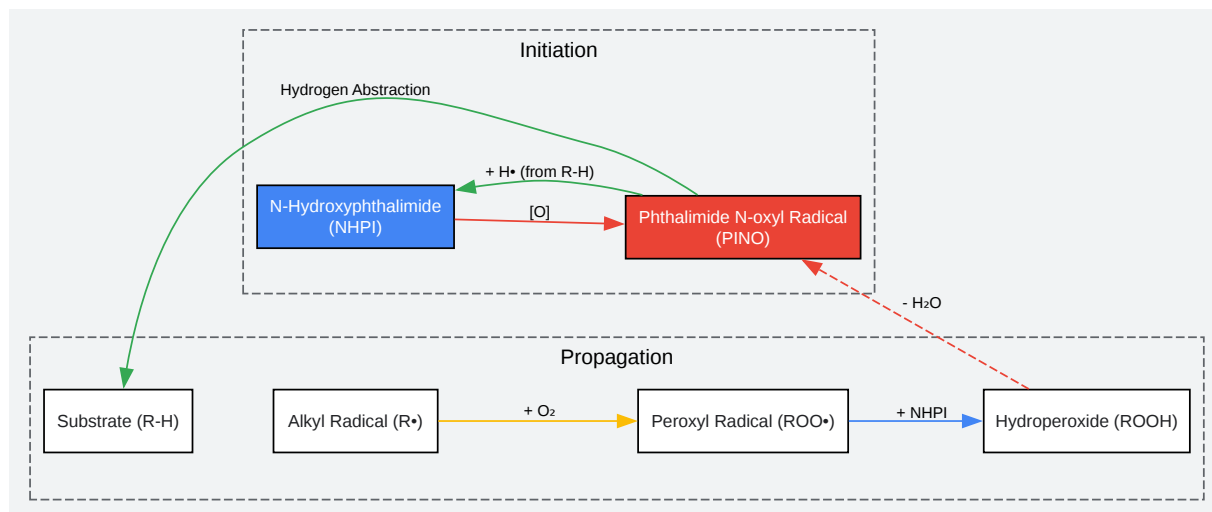 Initiation
Hydrogen Abstraction
+ H• (from R-H)
N-Hydroxyphthalimide
(NHPI)
[O]
Phthalimide N-oxyl Radical
(PINO)
- H₂O
Propagation
Substrate (R-H)
Alkyl Radical (R•)
+ O₂
Peroxyl Radical (ROO•)
+ NHPI
Hydroperoxide (ROOH)